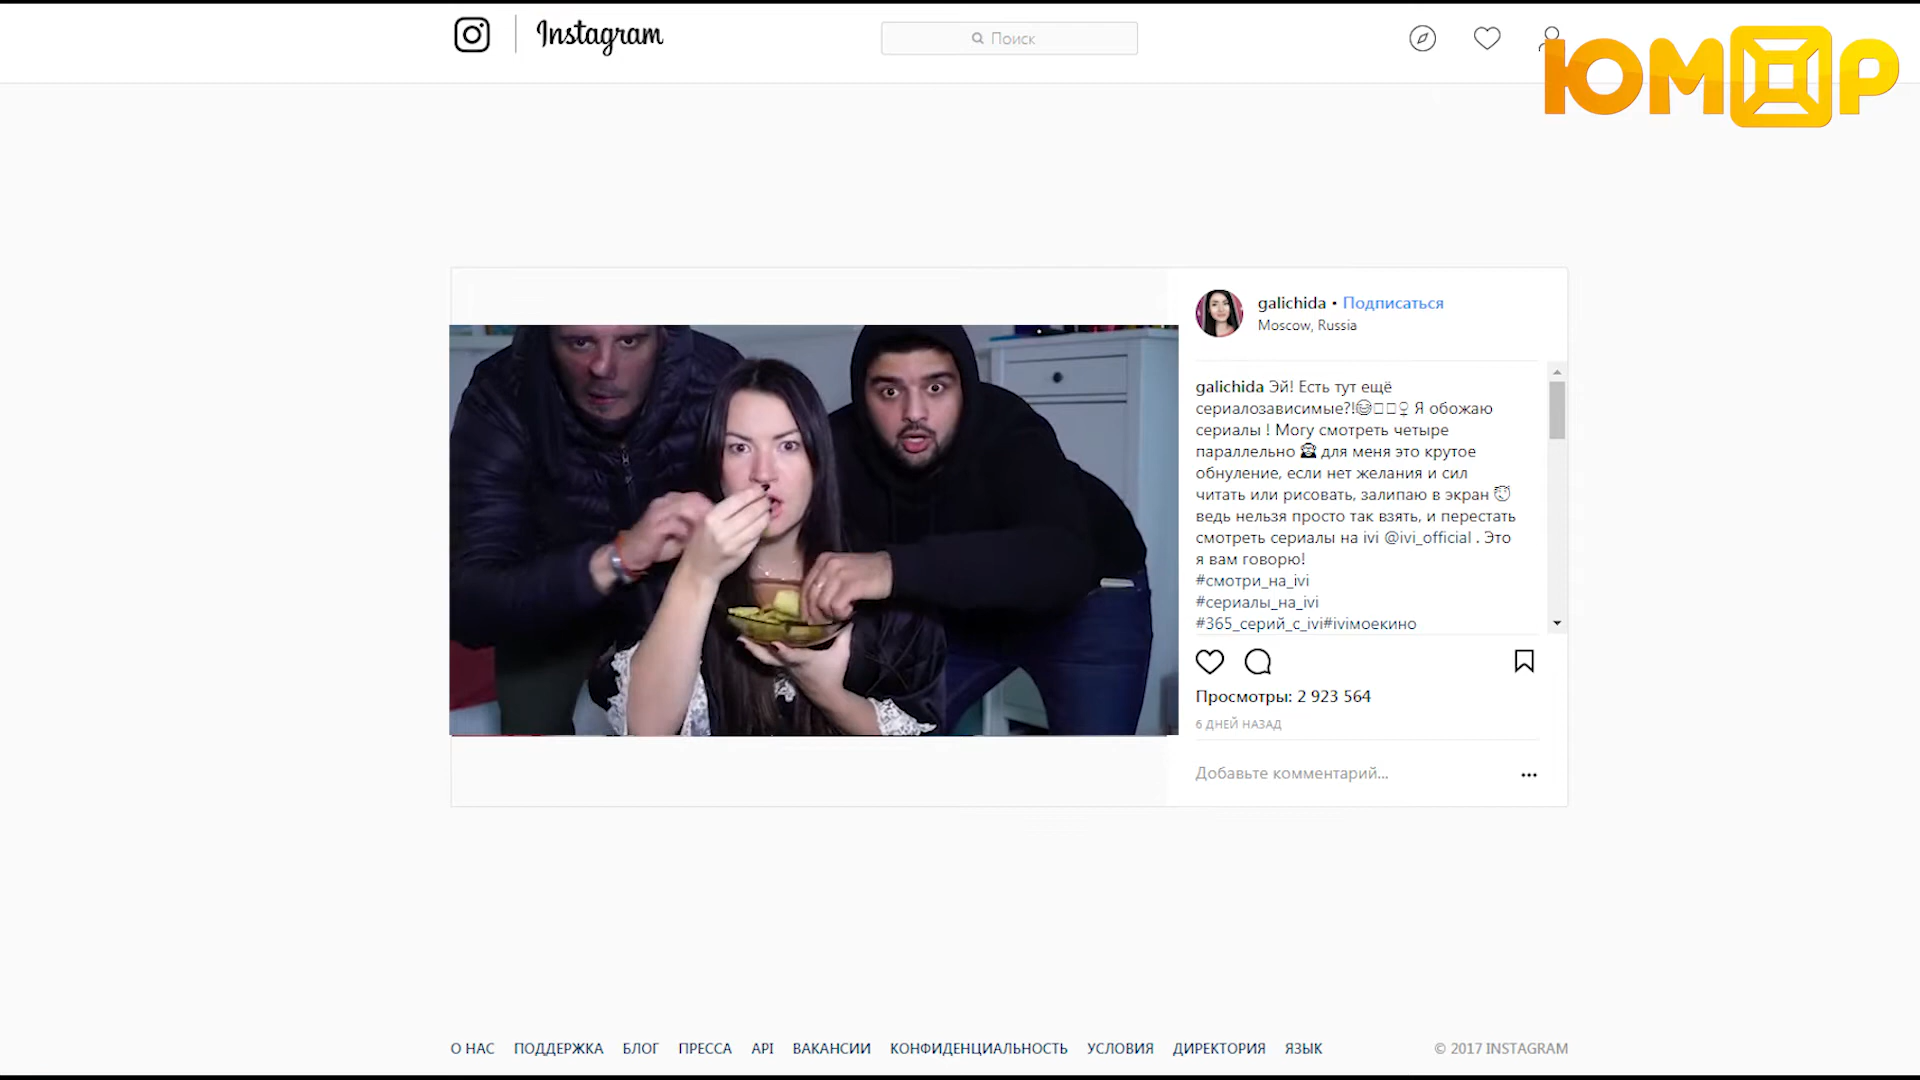 Instagram
Поиск
ЮМОР
galichida • Подписаться
Moscow, Russia
galichida Эй! Есть тут ещё
сериалозависимые?!😅🤷🏻‍♀ Я обожаю
сериалы ! Могу смотреть четыре
параллельно 🙈 для меня это крутое
обнуление, если нет желания и сил
читать или рисовать, залипаю в экран 😇
ведь нельзя просто так взять, и перестать
смотреть сериалы на ivi @ivi_official . Это
я вам говорю!
#смотри_на_ivi
#сериалы_на_ivi
#365_серий_с_ivi#iviмоекино
Просмотры: 2 923 564
6 ДНЕЙ НАЗАД
Добавьте комментарий...
О НАС ПОДДЕРЖКА БЛОГ ПРЕССА API ВАКАНСИИ КОНФИДЕНЦИАЛЬНОСТЬ УСЛОВИЯ ДИРЕКТОРИЯ ЯЗЫК © 2017 INSTAGRAM